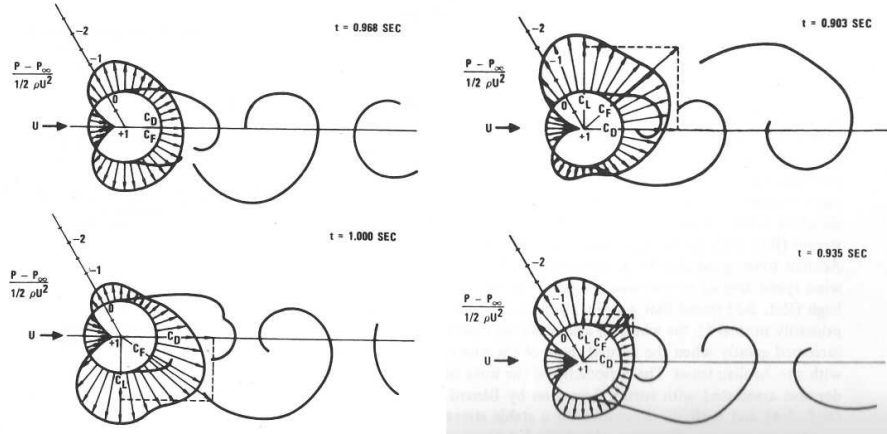 t = 0.968 SEC
-2
-1
P - P∞
1/2 ρU²
0
U
+1
C_D
C_F
t = 0.903 SEC
-2
-1
P - P∞
1/2 ρU²
0
C_L
C_F
U
+1
C_D
t = 1.000 SEC
-2
-1
P - P∞
1/2 ρU²
0
U
+1
C_D
C_F
C_L
t = 0.935 SEC
-2
-1
P - P∞
1/2 ρU²
0
C_L
C_F
U
+1
C_D